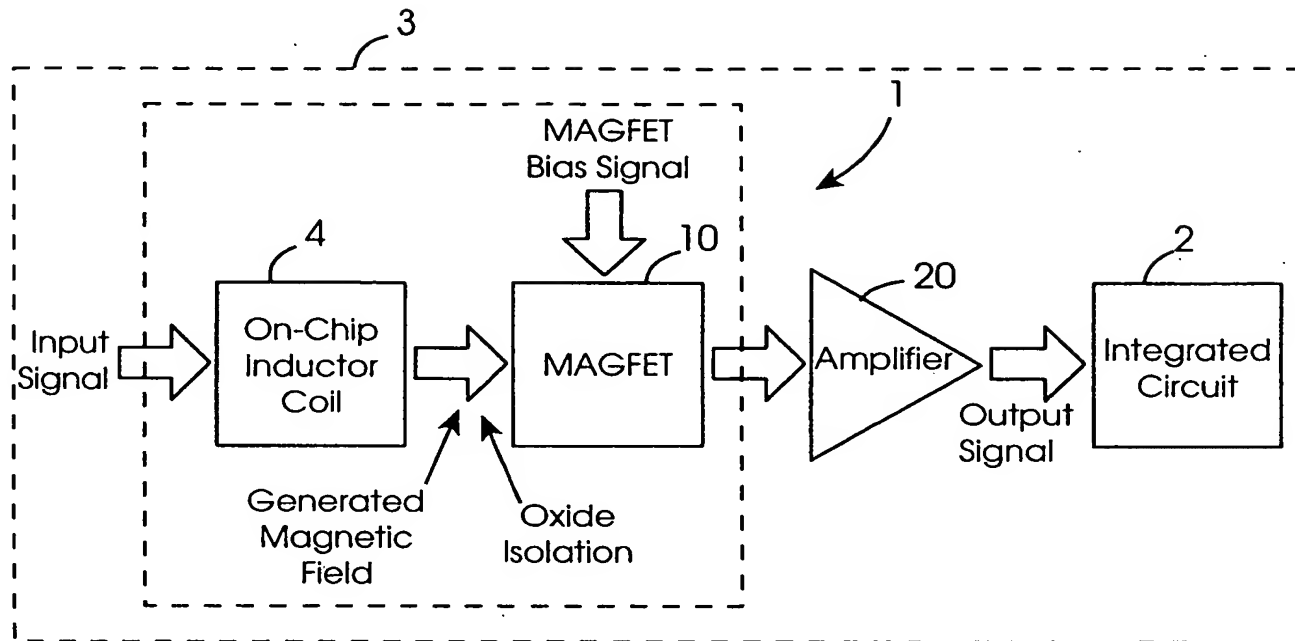 3
1
MAGFET
Bias Signal
4
10
20
2
Input
Signal
On-Chip
Inductor
Coil
MAGFET
Amplifier
Output
Signal
Integrated
Circuit
Generated
Magnetic
Field
Oxide
Isolation